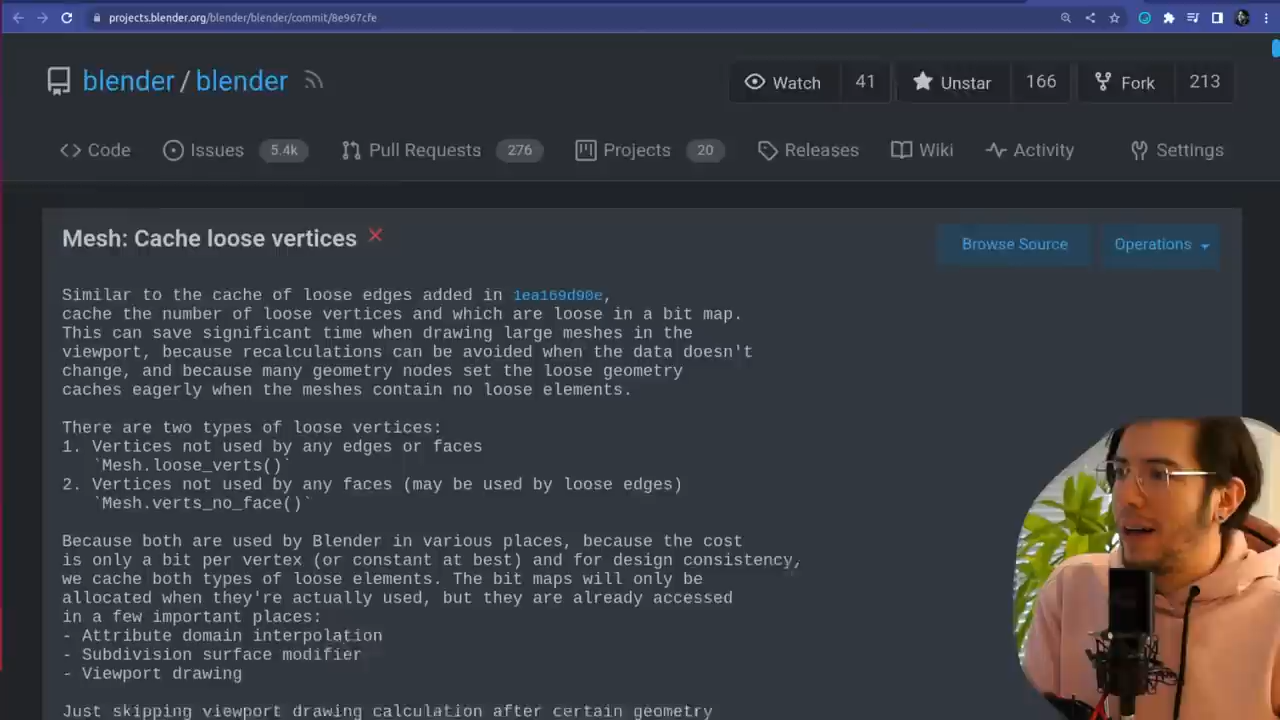 projects.blender.org/blender/blender/commit/8e967cfe
blender / blender
Watch 41
Unstar 166
Fork 213
Code
Issues 5.4k
Pull Requests 276
Projects 20
Releases
Wiki
Activity
Settings
Mesh: Cache loose vertices
Browse Source
Operations
Similar to the cache of loose edges added in 1ea169d90e,
cache the number of loose vertices and which are loose in a bit map.
This can save significant time when drawing large meshes in the
viewport, because recalculations can be avoided when the data doesn't
change, and because many geometry nodes set the loose geometry
caches eagerly when the meshes contain no loose elements.
There are two types of loose vertices:
1. Vertices not used by any edges or faces
`Mesh.loose_verts()`
2. Vertices not used by any faces (may be used by loose edges)
`Mesh.verts_no_face()`
Because both are used by Blender in various places, because the cost
is only a bit per vertex (or constant at best) and for design consistency,
we cache both types of loose elements. The bit maps will only be
allocated when they're actually used, but they are already accessed
in a few important places:
- Attribute domain interpolation
- Subdivision surface modifier
- Viewport drawing
Just skipping viewport drawing calculation after certain geometry